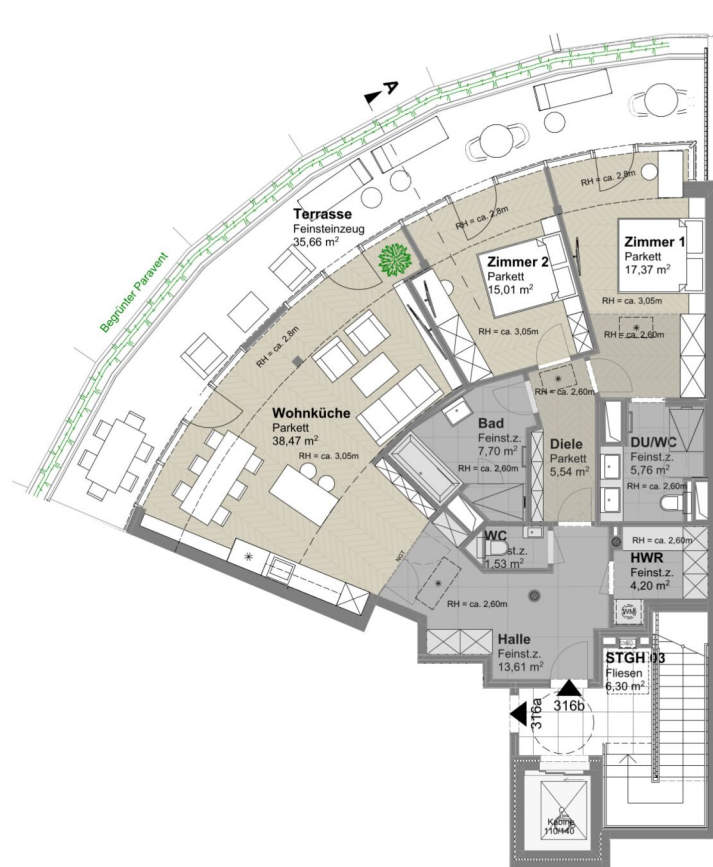 A
Terrasse
Feinsteinzeug
35,66 m²
Begrünter Paravent
RH = ca. 2,8m
RH = ca. 2,8m
RH = ca. 2,8m
Zimmer 1
Parkett
17,37 m²
RH = ca. 3,05m
RH = ca. 2,60m
Zimmer 2
Parkett
15,01 m²
RH = ca. 3,05m
Wohnküche
Parkett
38,47 m²
RH = ca. 3,05m
Bad
Feinst.z.
7,70 m²
RH = ca. 2,60m
RH = ca. 2,60m
Diele
Parkett
5,54 m²
DU/WC
Feinst.z.
5,76 m²
RH = ca. 2,60m
WC
1,53 m²
NGT
RH = ca. 2,60m
HWR
Feinst.z.
4,20 m²
WM
RH = ca. 2,60m
Halle
Feinst.z.
13,61 m²
STGH 03
Fliesen
6,30 m²
316a
316b
Kabine
110/140